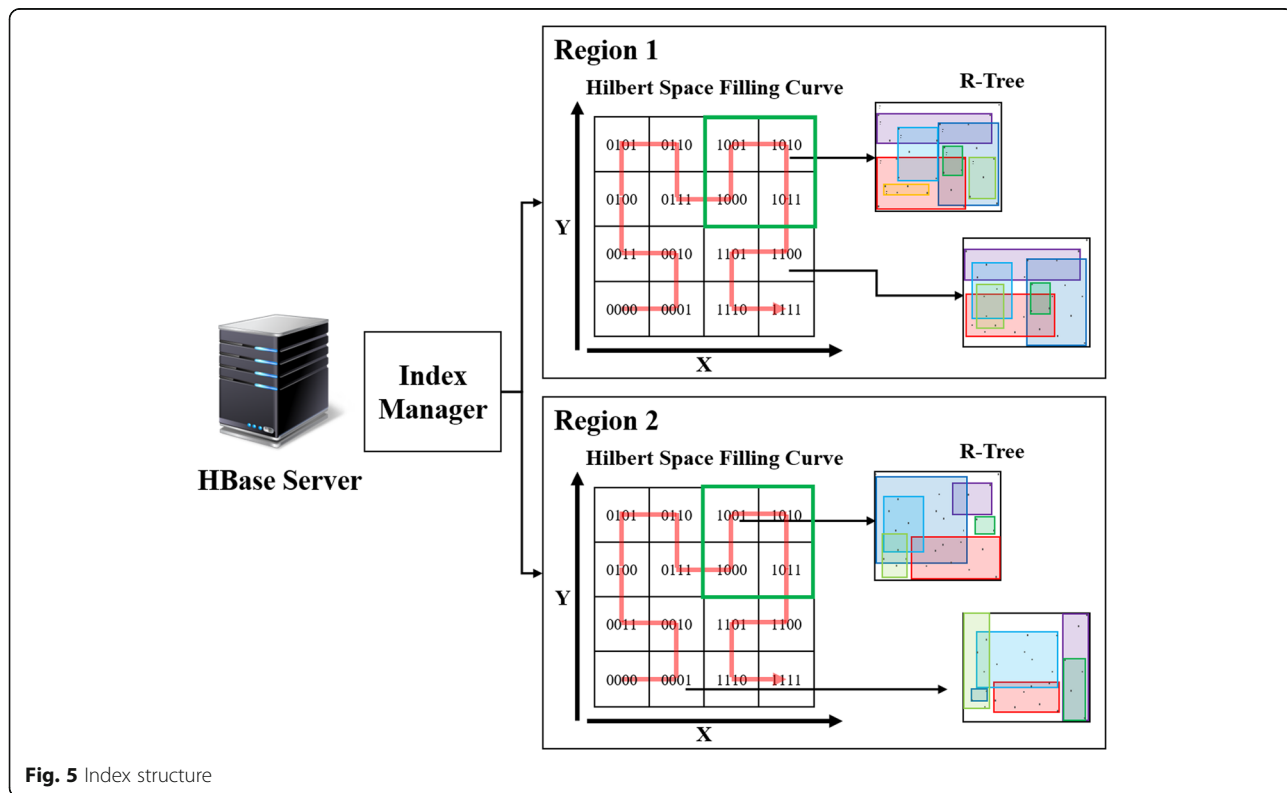 Region 1
Hilbert Space Filling Curve
R-Tree
0101 0110 1001 1010
0100 0111 1000 1011
Y
0011 0010 1101 1100
0000 0001 1110 1111
X
HBase Server
Index
Manager
Region 2
Hilbert Space Filling Curve
R-Tree
0101 0110 1001 1010
0100 0111 1000 1011
Y
0011 0010 1101 1100
0000 0001 1110 1111
X
Fig. 5 Index structure